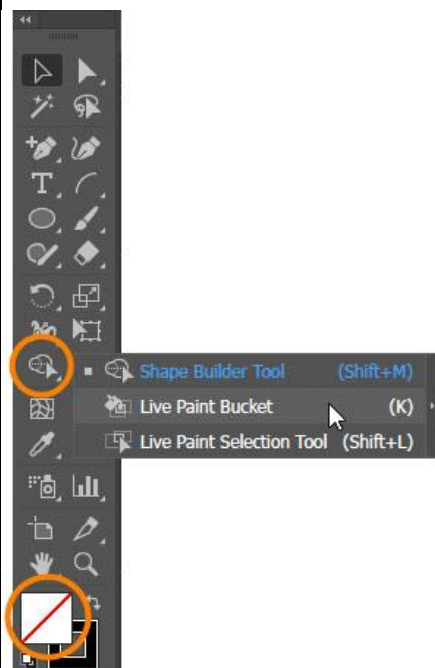 Shape Builder Tool (Shift+M)
Live Paint Bucket (K)
Live Paint Selection Tool (Shift+L)